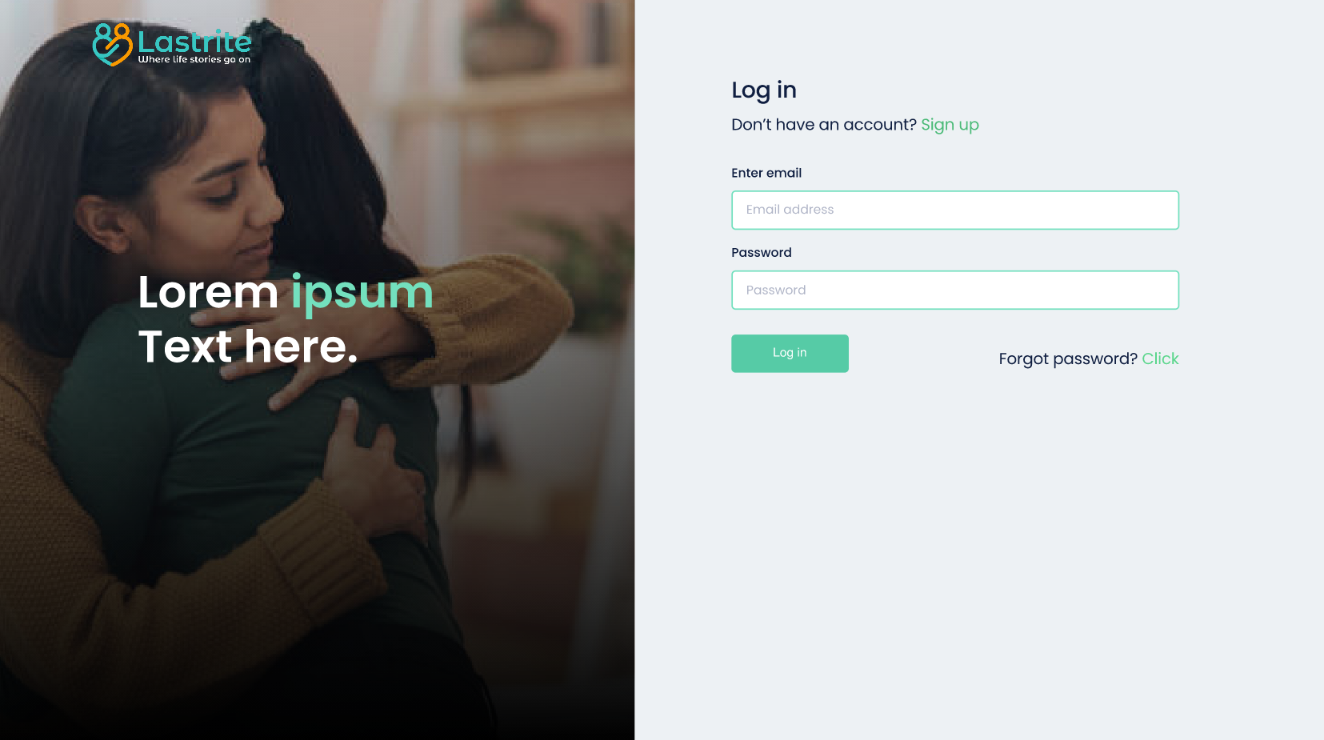 Lastrite
Where life stories go on
Lorem ipsum
Text here.
Log in
Don't have an account? Sign up
Enter email
Email address
Password
Password
Log in
Forgot password? Click